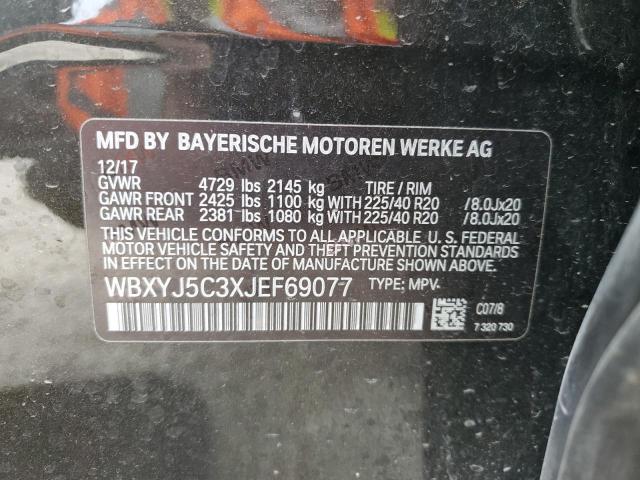 MFD BY BAYERISCHE MOTOREN WERKE AG
12/17
GVWR 4729 lbs 2145 kg TIRE / RIM
GAWR FRONT 2425 lbs 1100 kg WITH 225/40 R20 /8.0Jx20
GAWR REAR 2381 lbs 1080 kg WITH 225/40 R20 /8.0Jx20
THIS VEHICLE CONFORMS TO ALL APPLICABLE U. S. FEDERAL
MOTOR VEHICLE SAFETY AND THEFT PREVENTION STANDARDS
IN EFFECT ON THE DATE OF MANUFACTURE SHOWN ABOVE.
WBXYJ5C3XJEF69077 TYPE: MPV
C07/8
7 320 730